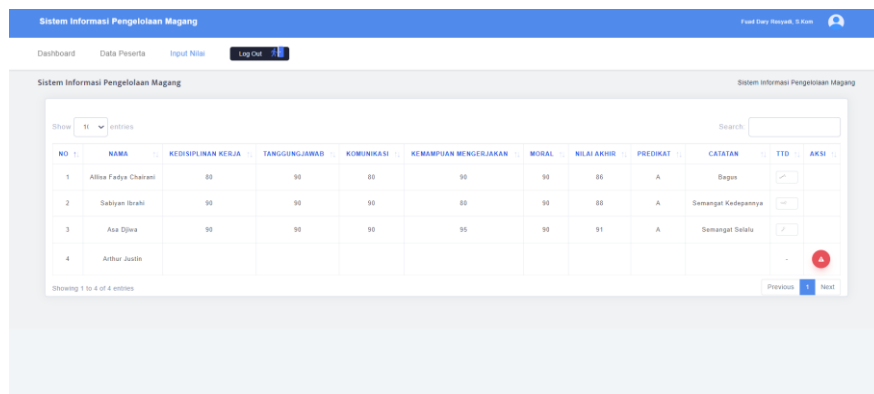 Sistem Informasi Pengelolaan Magang Fuad Dwy Rosyadi, S.Kom
Dashboard Data Peserta Input Nilai Log Out
Sistem Informasi Pengelolaan Magang Sistem Informasi Pengelolaan Magang
Show 10 entries Search:
NO NAMA KEDISIPLINAN KERJA TANGGUNGJAWAB KOMUNIKASI KEMAMPUAN MENGERJAKAN MORAL NILAI AKHIR PREDIKAT CATATAN TTD AKSI
1 Allisa Fadya Chairani 80 90 80 90 90 86 A Bagus
2 Sabiyan Ibrahi 90 90 90 80 90 88 A Semangat Kedepannya
3 Asa Djiwa 90 90 90 95 90 91 A Semangat Selalu
4 Arthur Justin -
Showing 1 to 4 of 4 entries Previous 1 Next